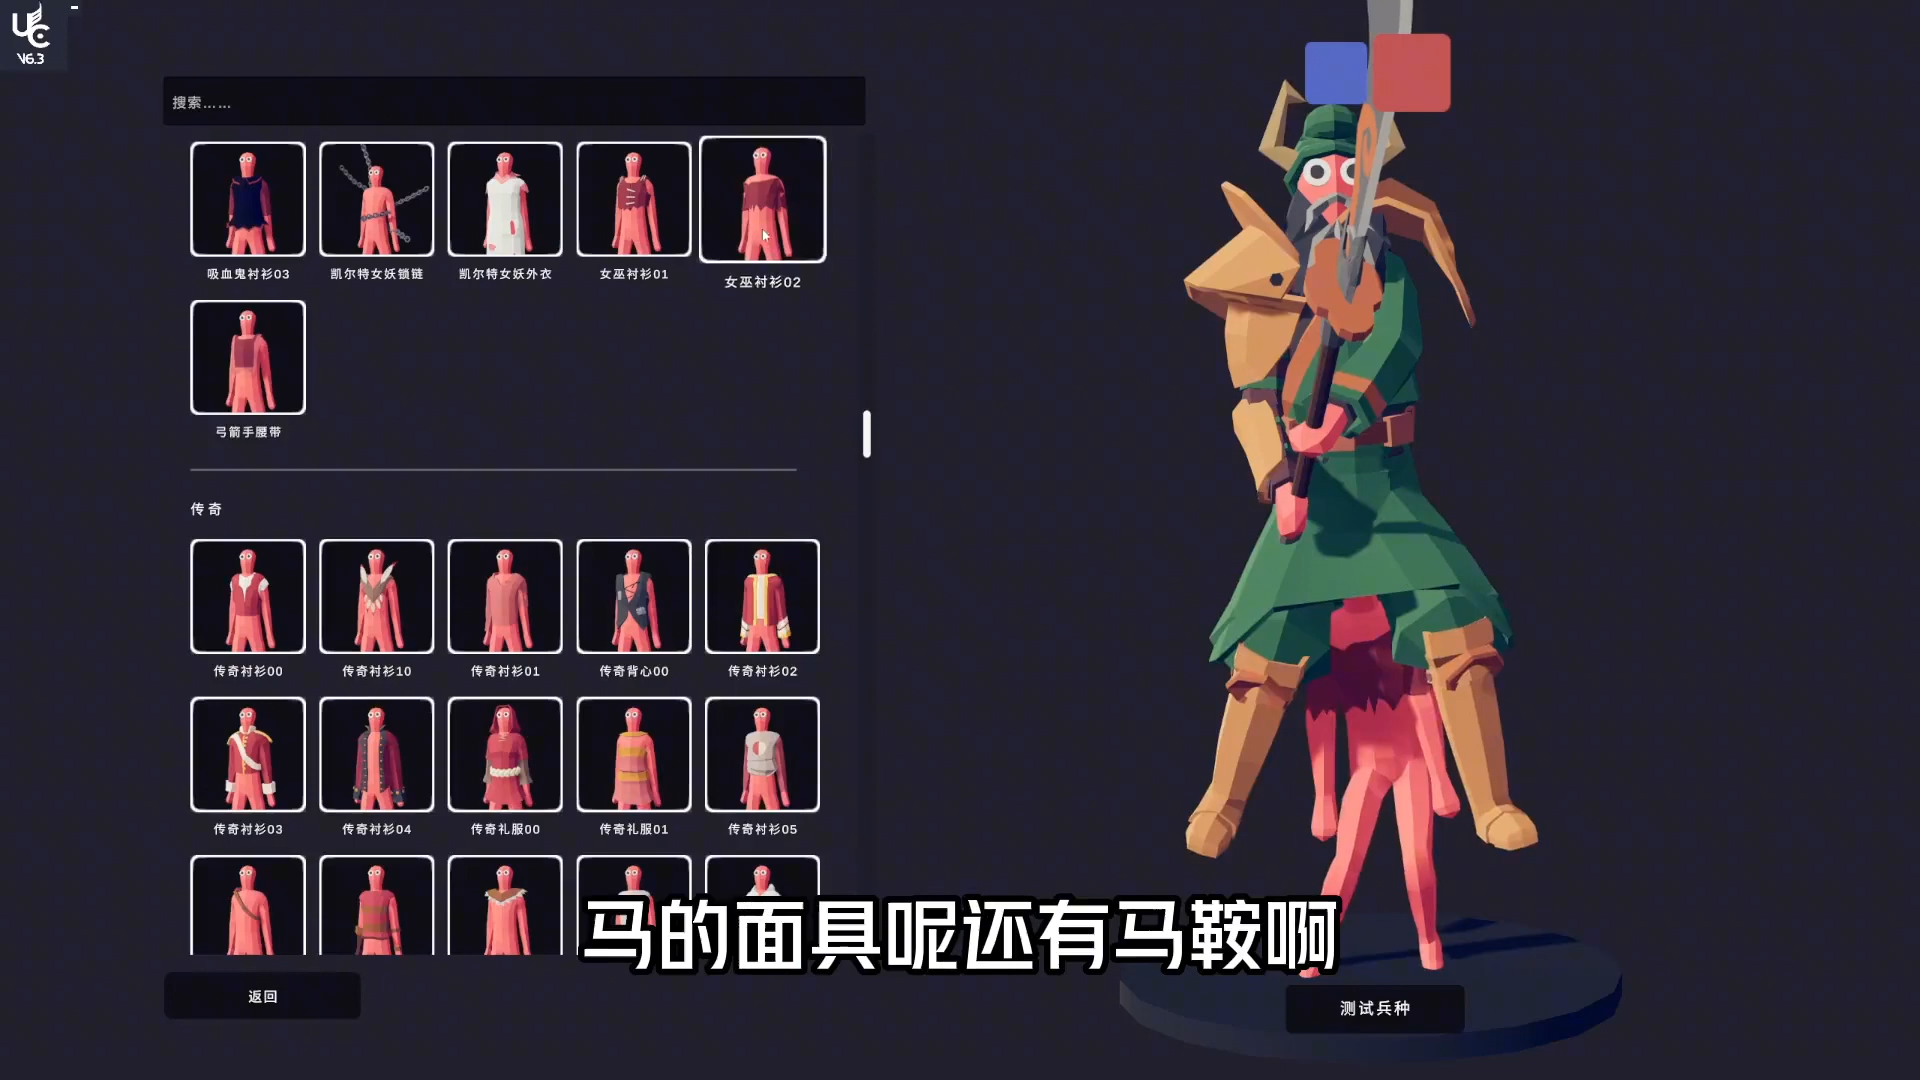 UC
V6.3
搜索……
吸血鬼衬衫03
凯尔特女妖锁链
凯尔特女妖外衣
女巫衬衫01
女巫衬衫02
弓箭手腰带
传奇
传奇衬衫00
传奇衬衫10
传奇衬衫01
传奇背心00
传奇衬衫02
传奇衬衫03
传奇衬衫04
传奇礼服00
传奇礼服01
传奇衬衫05
马的面具呢还有马鞍啊
返回
测试兵种